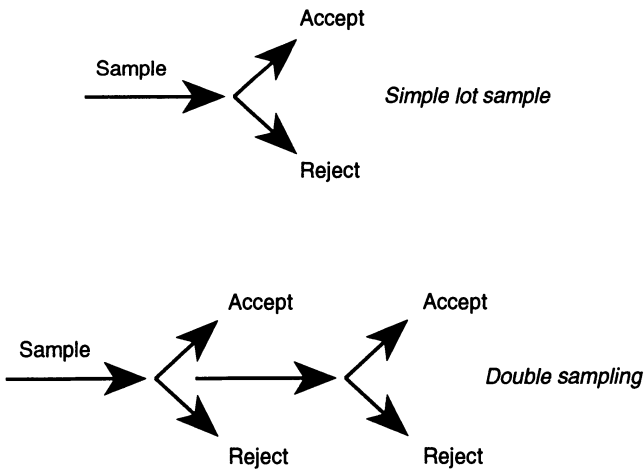 Accept
Sample
Simple lot sample
Reject
Accept
Accept
Sample
Double sampling
Reject
Reject